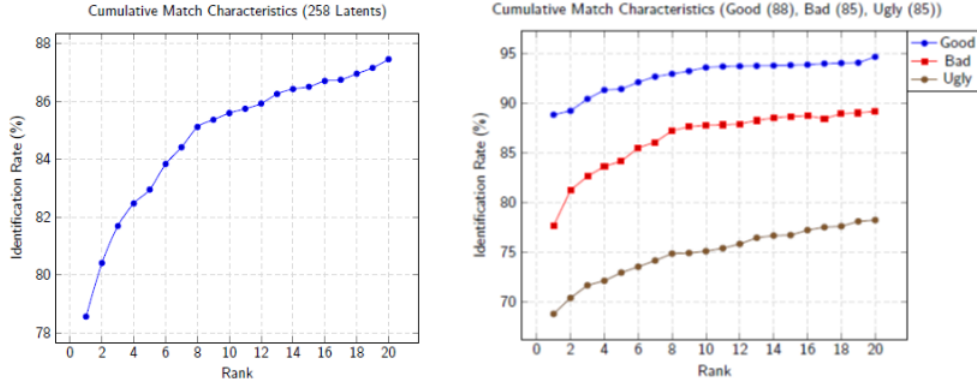 Cumulative Match Characteristics (258 Latents)
88
86
84
82
80
78
Identification Rate (%)
0 2 4 6 8 10 12 14 16 18 20
Rank
Cumulative Match Characteristics (Good (88), Bad (85), Ugly (85))
Good
Bad
Ugly
95
90
85
80
75
70
Identification Rate (%)
0 2 4 6 8 10 12 14 16 18 20
Rank